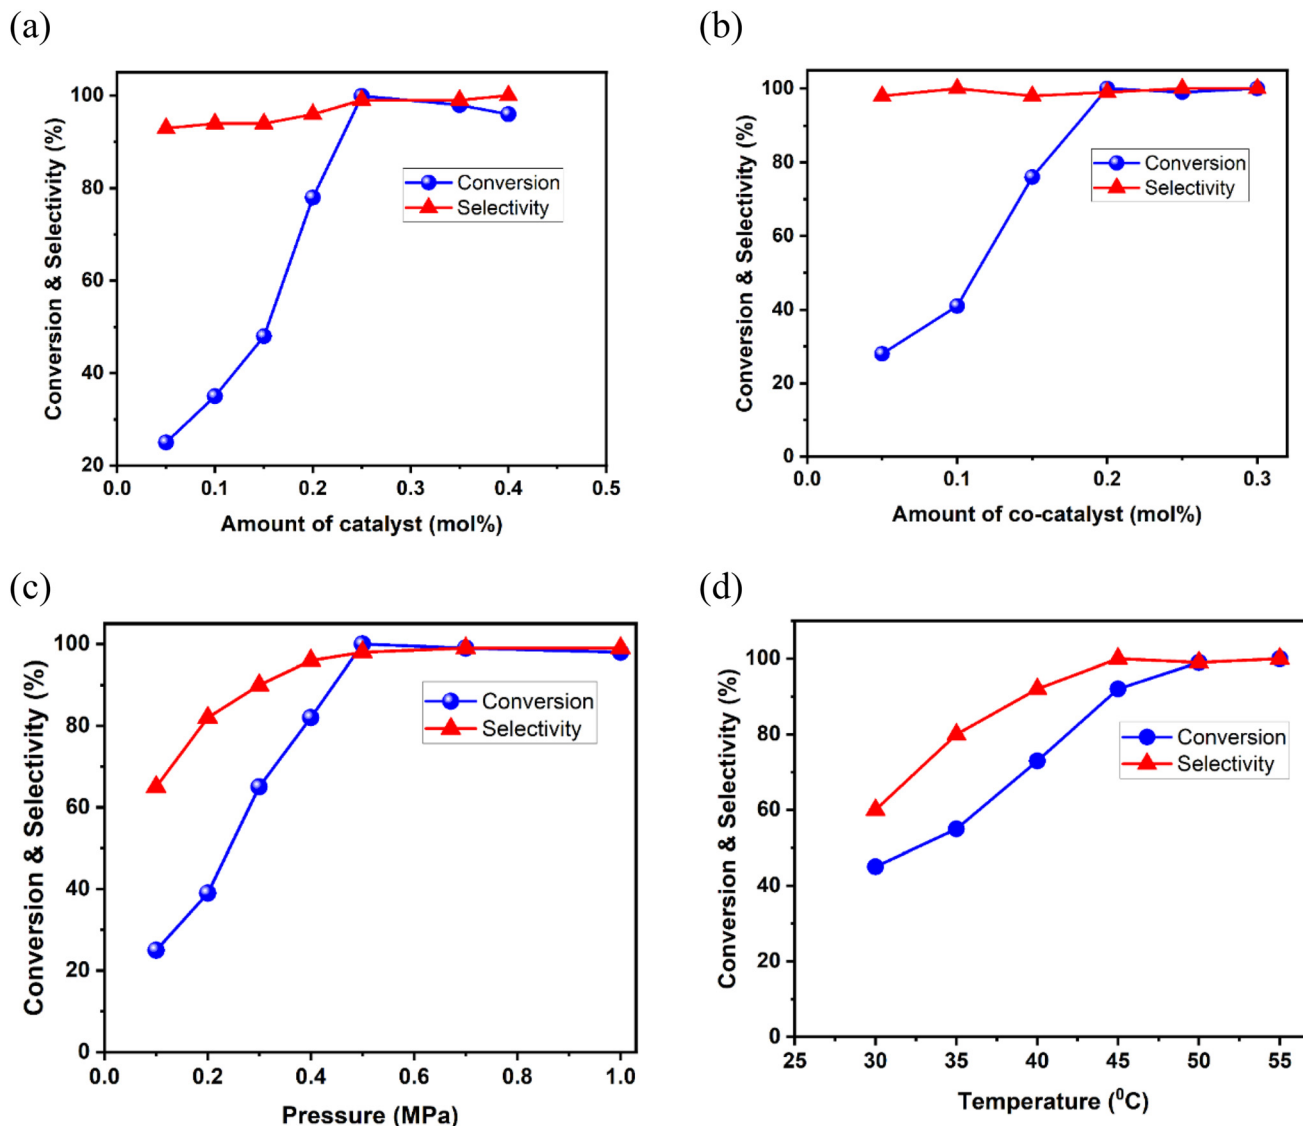 (a)
Conversion & Selectivity (%)
100
80
60
40
20
0.0 0.1 0.2 0.3 0.4 0.5
Amount of catalyst (mol%)
Conversion
Selectivity
(b)
Conversion & Selectivity (%)
100
80
60
40
20
0
0.0 0.1 0.2 0.3
Amount of co-catalyst (mol%)
Conversion
Selectivity
(c)
Conversion & Selectivity (%)
100
80
60
40
20
0
0.0 0.2 0.4 0.6 0.8 1.0
Pressure (MPa)
Conversion
Selectivity
(d)
Conversion & Selectivity (%)
100
80
60
40
20
0
25 30 35 40 45 50 55
Temperature (⁰C)
Conversion
Selectivity